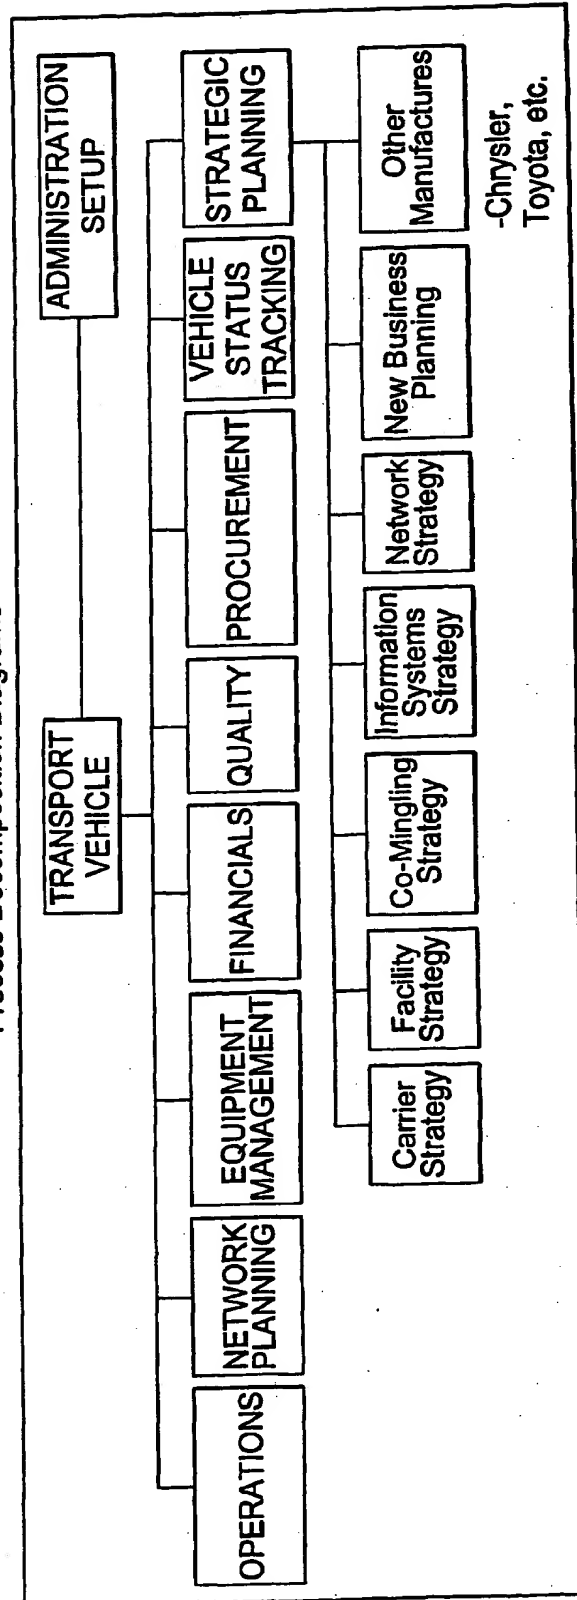 Process Decomposition Diagrams
TRANSPORT
VEHICLE
ADMINISTRATION
SETUP
OPERATIONS
NETWORK
PLANNING
EQUIPMENT
MANAGEMENT
FINANCIALS
QUALITY
PROCUREMENT
VEHICLE
STATUS
TRACKING
STRATEGIC
PLANNING
Carrier
Strategy
Facility
Strategy
Co-Mingling
Strategy
Information
Systems
Strategy
Network
Strategy
New Business
Planning
Other
Manufactures
-Chrysler,
Toyota, etc.